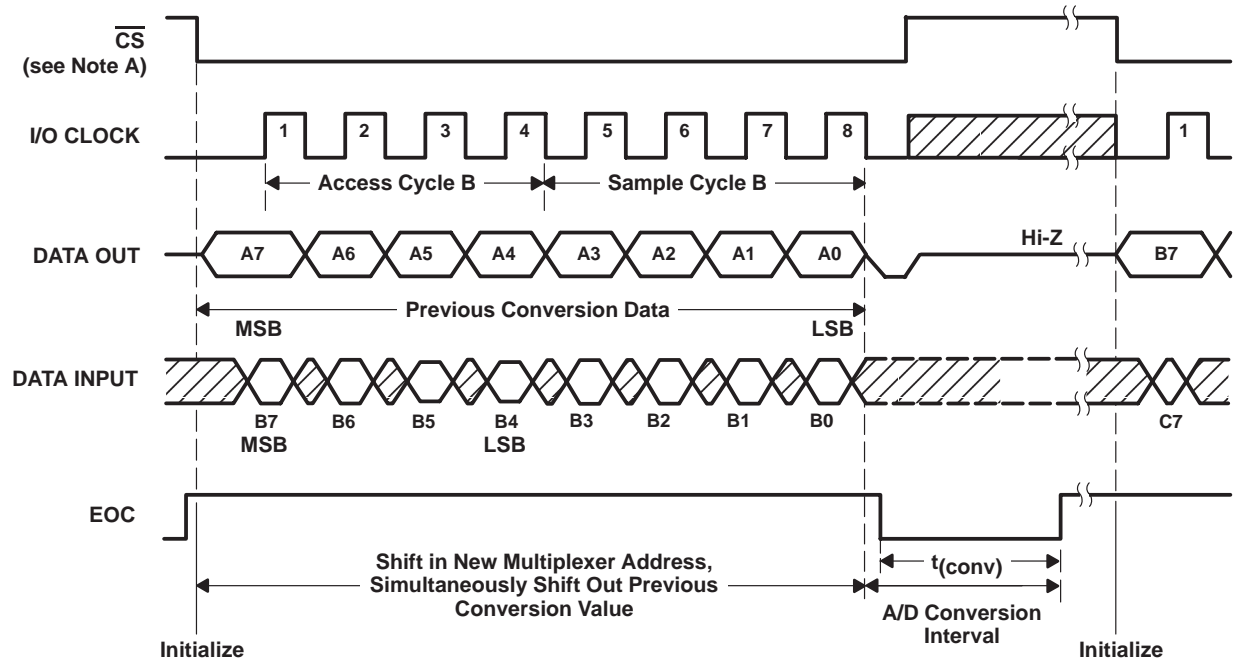 CS
(see Note A)
I/O CLOCK
1 2 3 4 5 6 7 8 1
Access Cycle B Sample Cycle B
DATA OUT
A7 A6 A5 A4 A3 A2 A1 A0 Hi-Z B7
Previous Conversion Data
MSB LSB
DATA INPUT
B7 B6 B5 B4 B3 B2 B1 B0 C7
MSB LSB
EOC
Shift in New Multiplexer Address,
Simultaneously Shift Out Previous
Conversion Value
t(conv)
A/D Conversion
Interval
Initialize Initialize